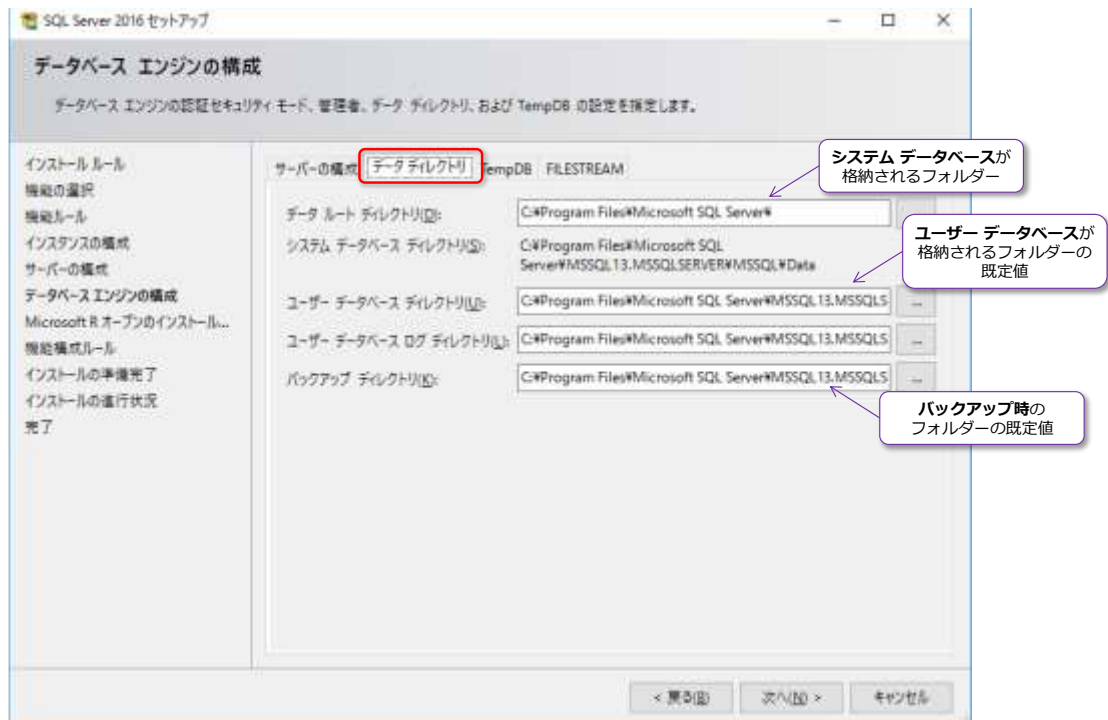 SQL Server 2016 セットアップ
データベース エンジンの構成
データベース エンジンの認証セキュリティ モード、管理者、データ ディレクトリ、および TempDB の設定を指定します。
インストール ルール
機能の選択
機能ルール
インスタンスの構成
サーバーの構成
データベース エンジンの構成
Microsoft R オープンのインストール...
機能構成ルール
インストールの準備完了
インストールの進行状況
完了
サーバーの構成 データ ディレクトリ TempDB FILESTREAM
システム データベースが
格納されるフォルダー
データ ルート ディレクトリ(D): C:¥Program Files¥Microsoft SQL Server¥ ...
システム データベース ディレクトリ(S): C:¥Program Files¥Microsoft SQL
Server¥MSSQL13.MSSQLSERVER¥MSSQL¥Data
ユーザー データベースが
格納されるフォルダーの
既定値
ユーザー データベース ディレクトリ(U): C:¥Program Files¥Microsoft SQL Server¥MSSQL13.MSSQLS ...
ユーザー データベース ログ ディレクトリ(L): C:¥Program Files¥Microsoft SQL Server¥MSSQL13.MSSQLS ...
バックアップ ディレクトリ(K): C:¥Program Files¥Microsoft SQL Server¥MSSQL13.MSSQLS ...
バックアップ時の
フォルダーの既定値
< 戻る(B) 次へ(N) > キャンセル